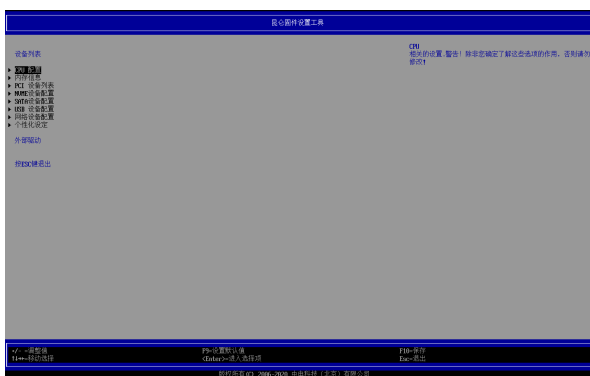 昆仑固件设置工具
设备列表
CPU
相关的设置.警告! 除非您确定了解这些选项的作用, 否则请勿
修改!
CPU 配置
内存信息
PCI 设备列表
NVME设备配置
SATA设备配置
USB 设备配置
网络设备配置
个性化设定
外部驱动
按ESC键退出
+/- =调整值
F9=设置默认值
F10=保存
↑↓→←=移动选择
<Enter>=进入选择项
Esc=退出
版权所有(C) 2006-2020 中电科技(北京)有限公司